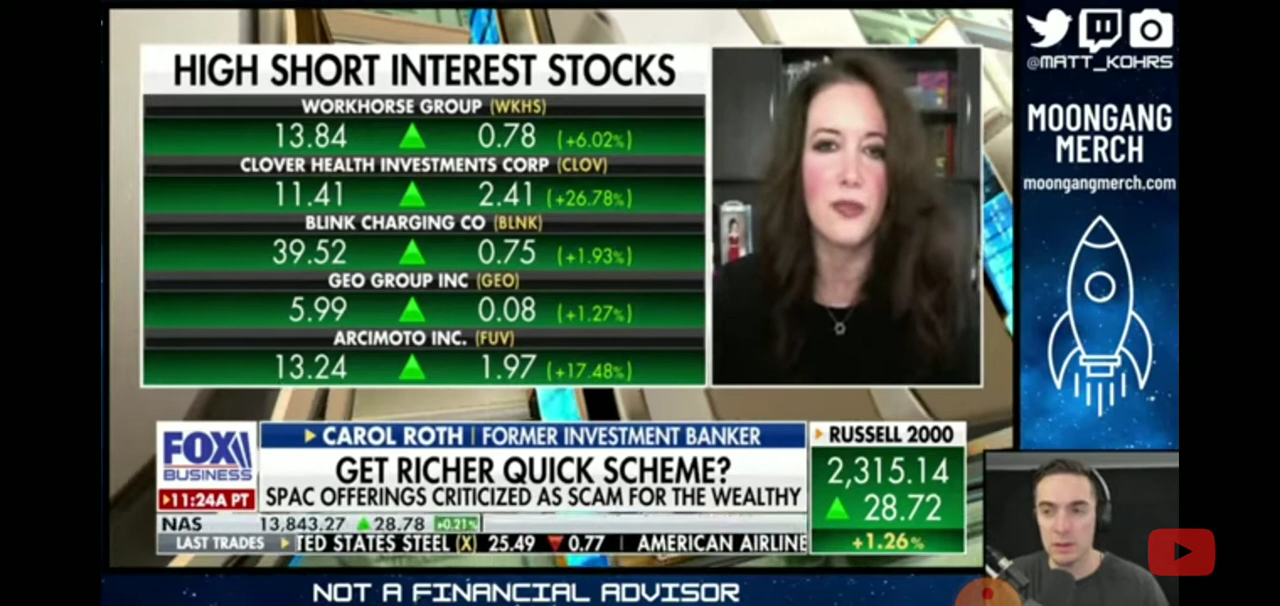 HIGH SHORT INTEREST STOCKS
WORKHORSE GROUP (WKHS)
13.84 ▲ 0.78 (+6.02%)
CLOVER HEALTH INVESTMENTS CORP (CLOV)
11.41 ▲ 2.41 (+26.78%)
BLINK CHARGING CO (BLNK)
39.52 ▲ 0.75 (+1.93%)
GEO GROUP INC (GEO)
5.99 ▲ 0.08 (+1.27%)
ARCIMOTO INC. (FUV)
13.24 ▲ 1.97 (+17.48%)
@MATT_KOHRS
MOONGANG
MERCH
moongangmerch.com
FOX
BUSINESS
11:24A PT
CAROL ROTH | FORMER INVESTMENT BANKER
GET RICHER QUICK SCHEME?
SPAC OFFERINGS CRITICIZED AS SCAM FOR THE WEALTHY
RUSSELL 2000
2,315.14
▲ 28.72
+1.26%
NAS 13,843.27 ▲28.78 +0.21%
LAST TRADES TED STATES STEEL (X) 25.49 ▼0.77 | AMERICAN AIRLINE
NOT A FINANCIAL ADVISOR